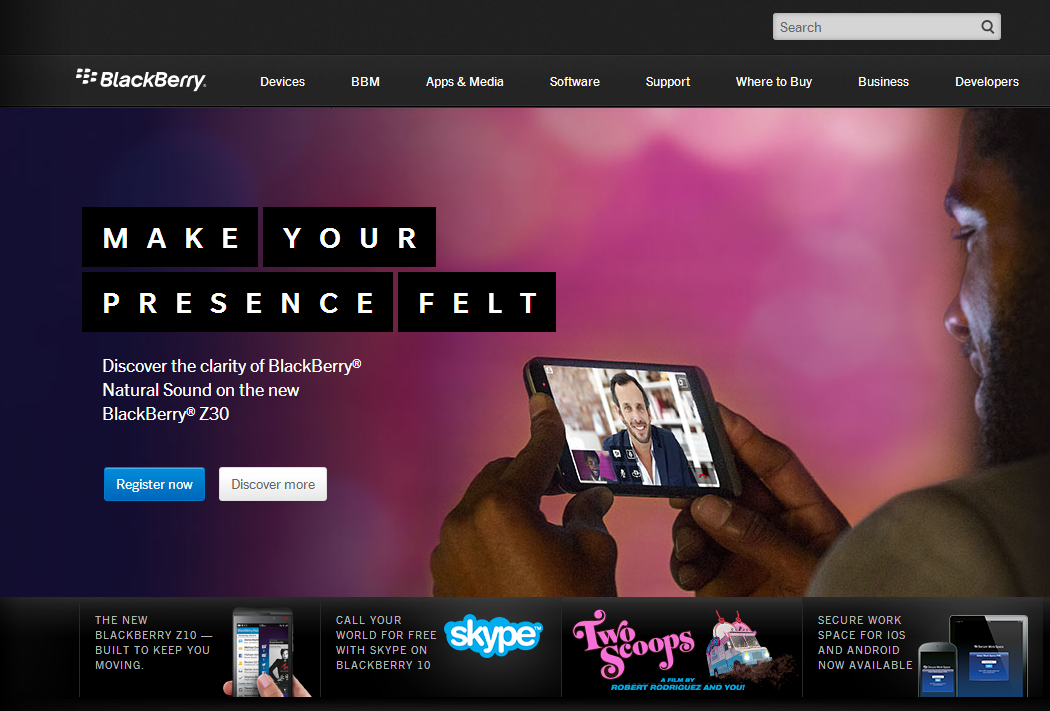 Search
BlackBerry
Devices
BBM
Apps & Media
Software
Support
Where to Buy
Business
Developers
MAKE YOUR
PRESENCE FELT
Discover the clarity of BlackBerry®
Natural Sound on the new
BlackBerry® Z30
Register now
Discover more
THE NEW
BLACKBERRY Z10 —
BUILT TO KEEP YOU
MOVING.
CALL YOUR
WORLD FOR FREE
WITH SKYPE ON
BLACKBERRY 10
skype™
Two
Scoops
A FILM BY
ROBERT RODRIGUEZ AND YOU!
SECURE WORK
SPACE FOR IOS
AND ANDROID
NOW AVAILABLE